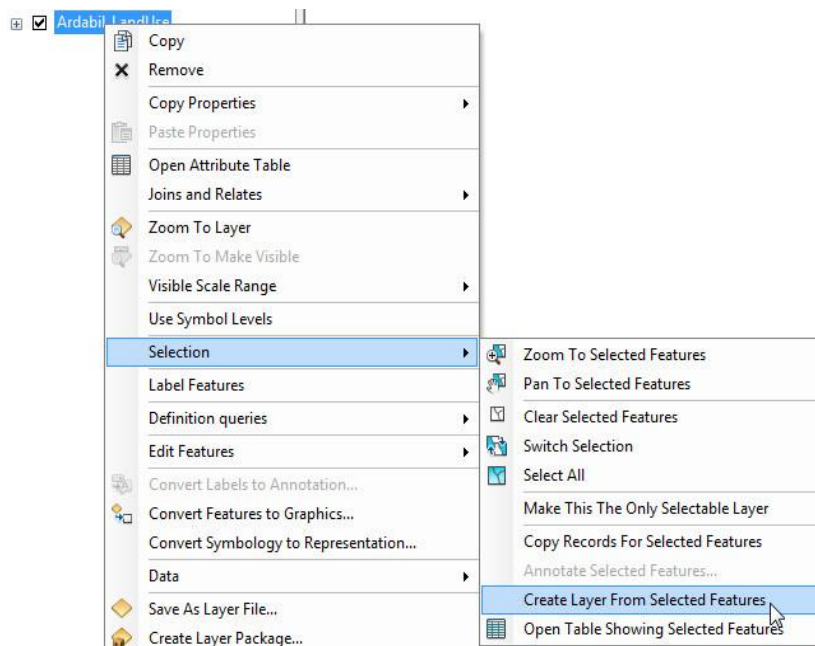 Ardabil_LandUse
Copy
Remove
Copy Properties
Paste Properties
Open Attribute Table
Joins and Relates
Zoom To Layer
Zoom To Make Visible
Visible Scale Range
Use Symbol Levels
Selection
Label Features
Definition queries
Edit Features
Convert Labels to Annotation...
Convert Features to Graphics...
Convert Symbology to Representation...
Data
Save As Layer File...
Create Layer Package...
Zoom To Selected Features
Pan To Selected Features
Clear Selected Features
Switch Selection
Select All
Make This The Only Selectable Layer
Copy Records For Selected Features
Annotate Selected Features...
Create Layer From Selected Features
Open Table Showing Selected Features